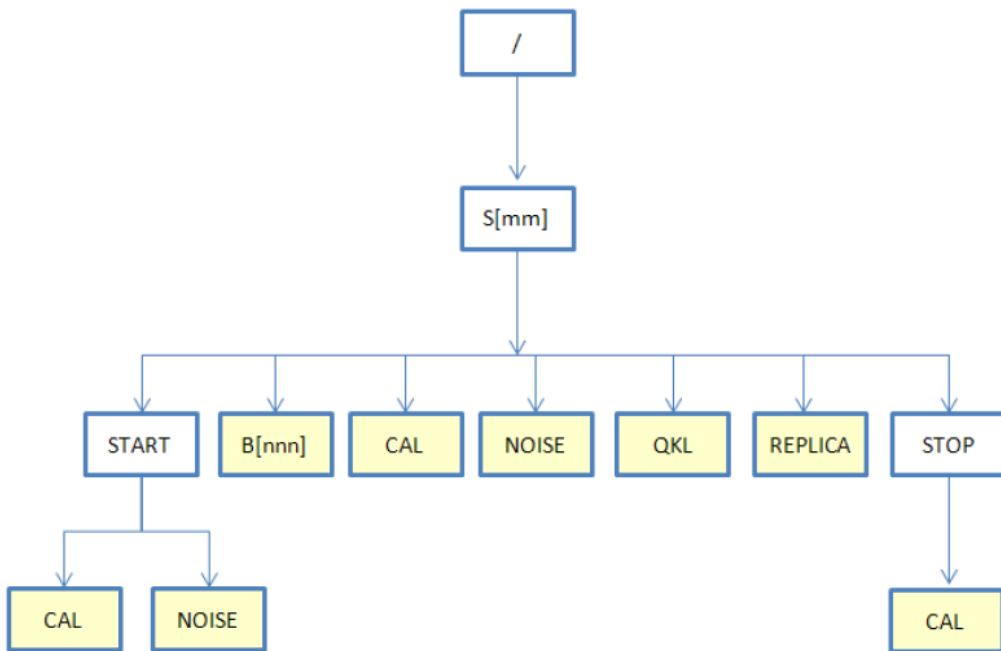 /
S[mm]
START
B[nnn]
CAL
NOISE
QKL
REPLICA
STOP
CAL
NOISE
CAL